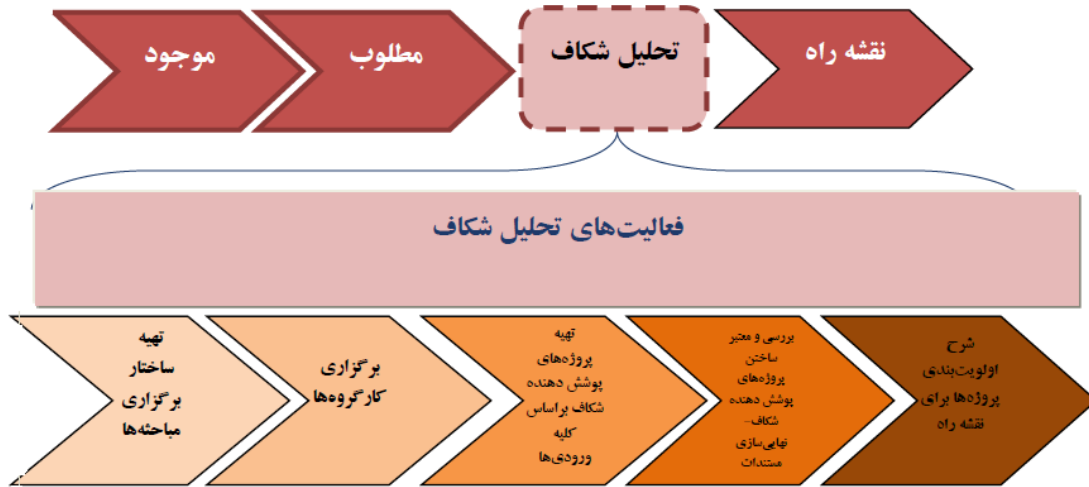 موجود
مطلوب
تحلیل شکاف
نقشه راه
فعالیت‌های تحلیل شکاف
تهیه
ساختار
برگزاری
مباحثه‌ها
برگزاری
کارگروه‌ها
تهیه
پروژه‌های
پوشش دهنده
شکاف براساس
کلیه
ورودی‌ها
بررسی و معتبر
ساختن
پروژه‌های
پوشش دهنده
شکاف-
نهایی‌سازی
مستندات
شرح
اولویت‌بندی
پروژه‌ها برای
نقشه راه